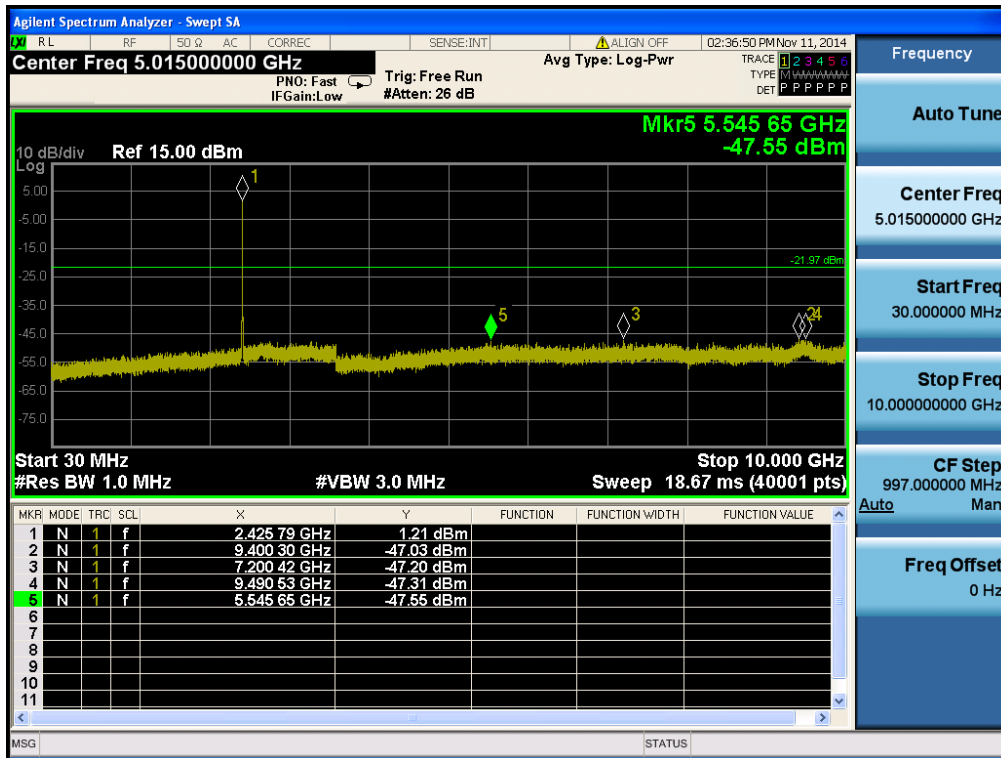 Agilent Spectrum Analyzer - Swept SA
LXI RL RF 50 Ω AC CORREC SENSE:INT ALIGN OFF 02:36:50 PM Nov 11, 2014
Center Freq 5.015000000 GHz
Avg Type: Log-Pwr
TRACE 1 2 3 4 5 6
PNO: Fast
Trig: Free Run
TYPE M
IFGain:Low
#Atten: 26 dB
DET P P P P P P
Mkr5 5.545 65 GHz
10 dB/div Ref 15.00 dBm -47.55 dBm
Log
1
5.00
-5.00
-15.0
-21.97 dBm
-25.0
-35.0
5 3 2 4
-45.0
-55.0
-65.0
-75.0
Start 30 MHz Stop 10.000 GHz
#Res BW 1.0 MHz #VBW 3.0 MHz Sweep 18.67 ms (40001 pts)
MKR MODE TRC SCL X Y FUNCTION FUNCTION WIDTH FUNCTION VALUE
1 N 1 f 2.425 79 GHz 1.21 dBm
2 N 1 f 9.400 30 GHz -47.03 dBm
3 N 1 f 7.200 42 GHz -47.20 dBm
4 N 1 f 9.490 53 GHz -47.31 dBm
5 N 1 f 5.545 65 GHz -47.55 dBm
6
7
8
9
10
11
MSG STATUS
Frequency
Auto Tune
Center Freq
5.015000000 GHz
Start Freq
30.000000 MHz
Stop Freq
10.000000000 GHz
CF Step
997.000000 MHz
Auto Man
Freq Offset
0 Hz